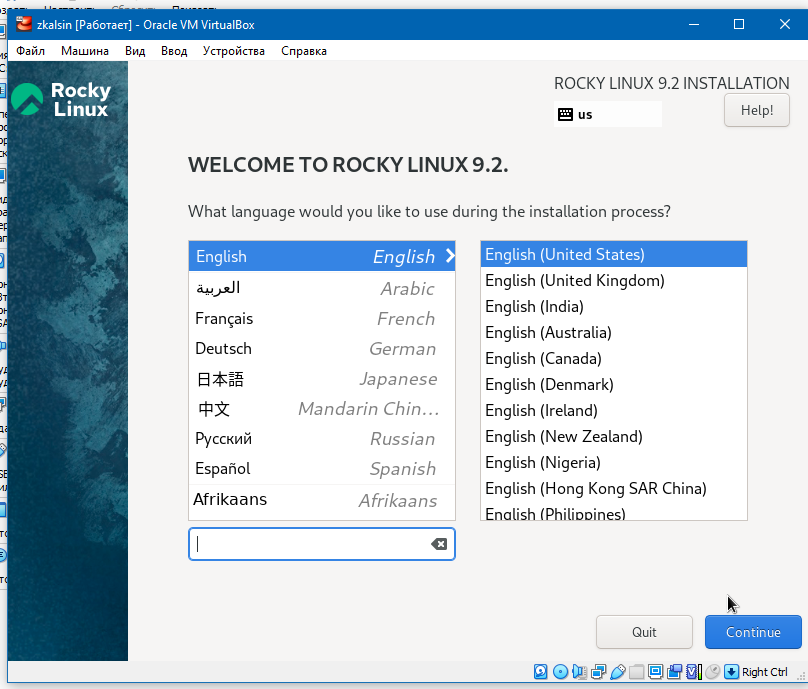 zkalsin [Работает] - Oracle VM VirtualBox
Файл Машина Вид Ввод Устройства Справка
Rocky
Linux
ROCKY LINUX 9.2 INSTALLATION
us
Help!
WELCOME TO ROCKY LINUX 9.2.
What language would you like to use during the installation process?
English English
العربية Arabic
Français French
Deutsch German
日本語 Japanese
中文 Mandarin Chin...
Русский Russian
Español Spanish
Afrikaans Afrikaans
English (United States)
English (United Kingdom)
English (India)
English (Australia)
English (Canada)
English (Denmark)
English (Ireland)
English (New Zealand)
English (Nigeria)
English (Hong Kong SAR China)
English (Philippines)
Quit
Continue
Right Ctrl